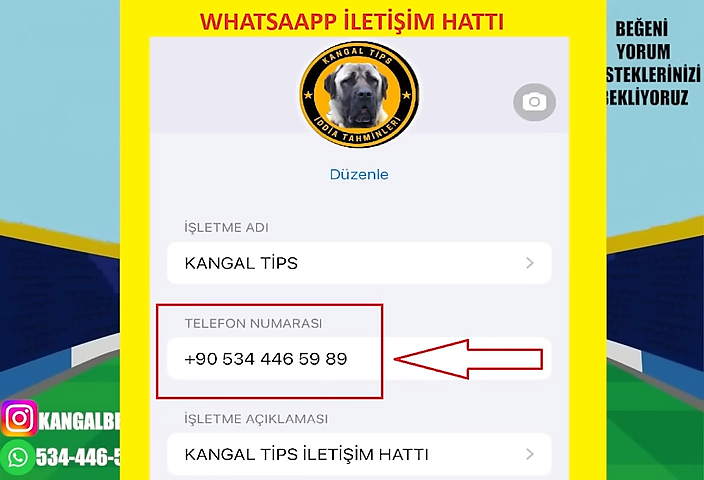 WHATSAAPP İLETİŞİM HATTI
BEĞENİ
YORUM
STEKLERİNİZİ
BEKLİYORUZ
KANGAL TIPS
İDDİA TAHMİNLERİ
Düzenle
İŞLETME ADI
KANGAL TİPS
TELEFON NUMARASI
+90 534 446 59 89
İŞLETME AÇIKLAMASI
KANGAL TİPS İLETİŞİM HATTI
KANGALBE
534-446-5